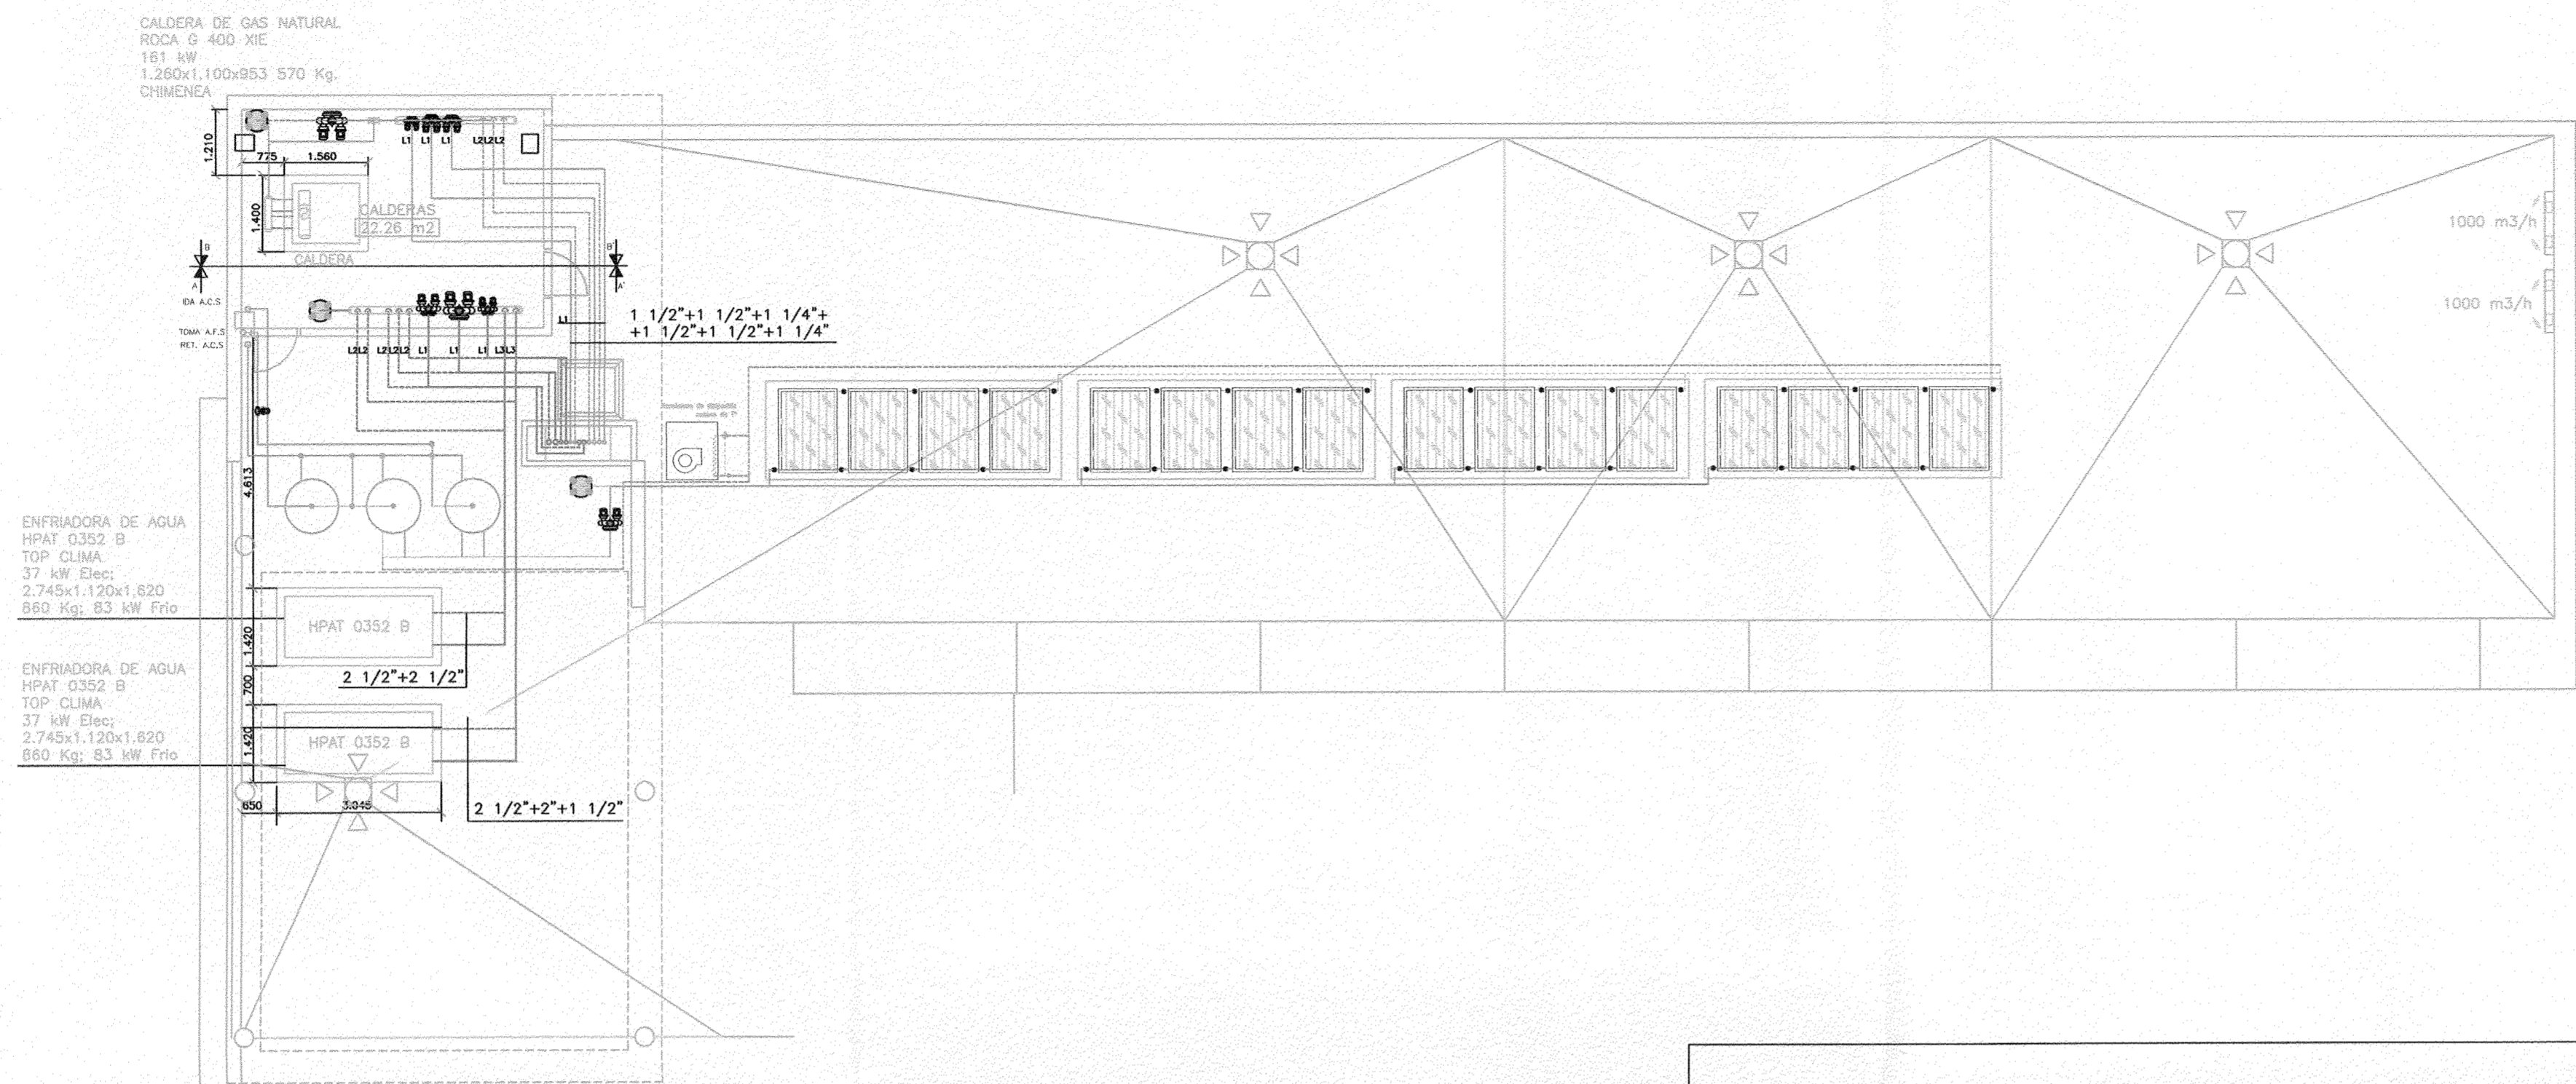 CALDERA DE GAS NATURAL
ROCA G 400 XIE
161 kW
1.260x1.100x953 570 Kg.
CHIMENEA
1.210
775
1.560
L1
L1
L1
L2L2L2
1.400
CALDERAS
22.26 m2
CALDERA
B
B'
A
A'
IDA A.C.S
TOMA A.F.S
RET. A.C.S
L1
1 1/2"+1 1/2"+1 1/4"+
+1 1/2"+1 1/2"+1 1/4"
L2L2
L2L2L2
L1
L1
L1
L3L3
1000 m3/h
1000 m3/h
4.613
ENFRIADORA DE AGUA
HPAT 0352 B
TOP CLIMA
37 kW Elec;
2.745x1.120x1.620
860 Kg; 83 kW Frio
HPAT 0352 B
1.420
2 1/2"+2 1/2"
700
ENFRIADORA DE AGUA
HPAT 0352 B
TOP CLIMA
37 kW Elec;
2.745x1.120x1.620
860 Kg; 83 kW Frio
HPAT 0352 B
1.420
650
3.045
2 1/2"+2"+1 1/2"